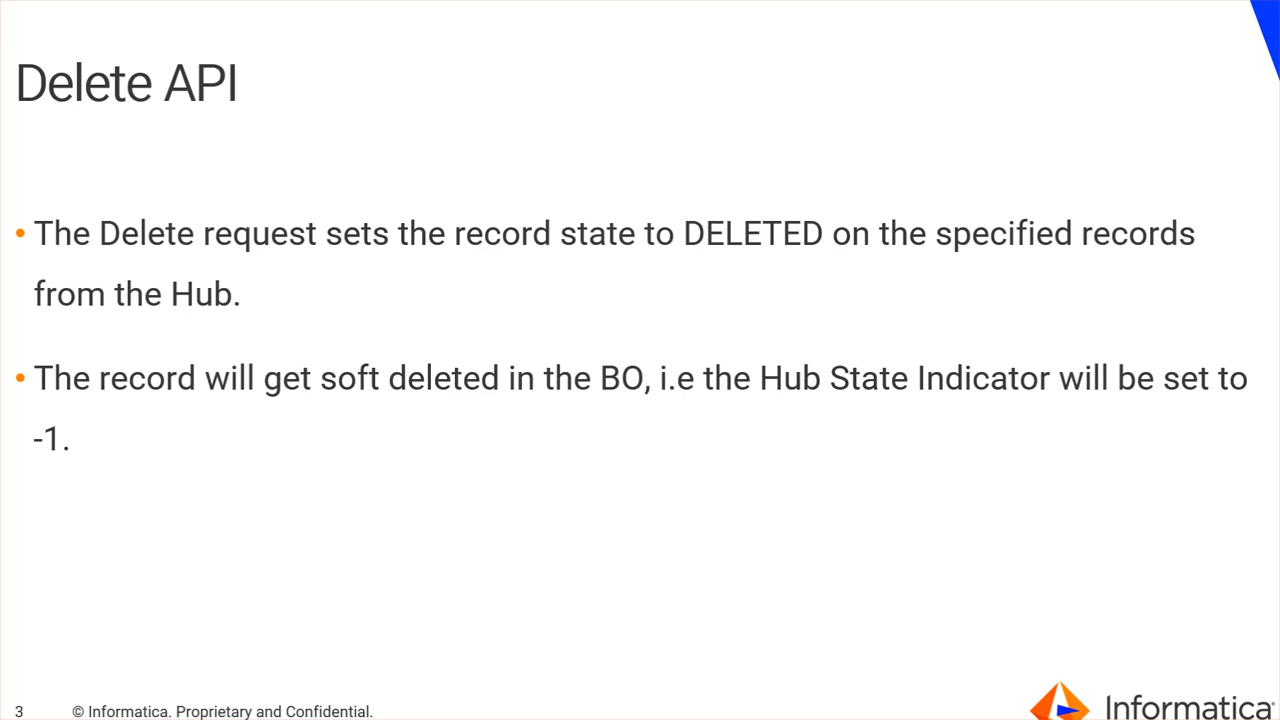 Delete API
• The Delete request sets the record state to DELETED on the specified records
from the Hub.
• The record will get soft deleted in the BO, i.e the Hub State Indicator will be set to
-1.
3 © Informatica. Proprietary and Confidential.
Informatica